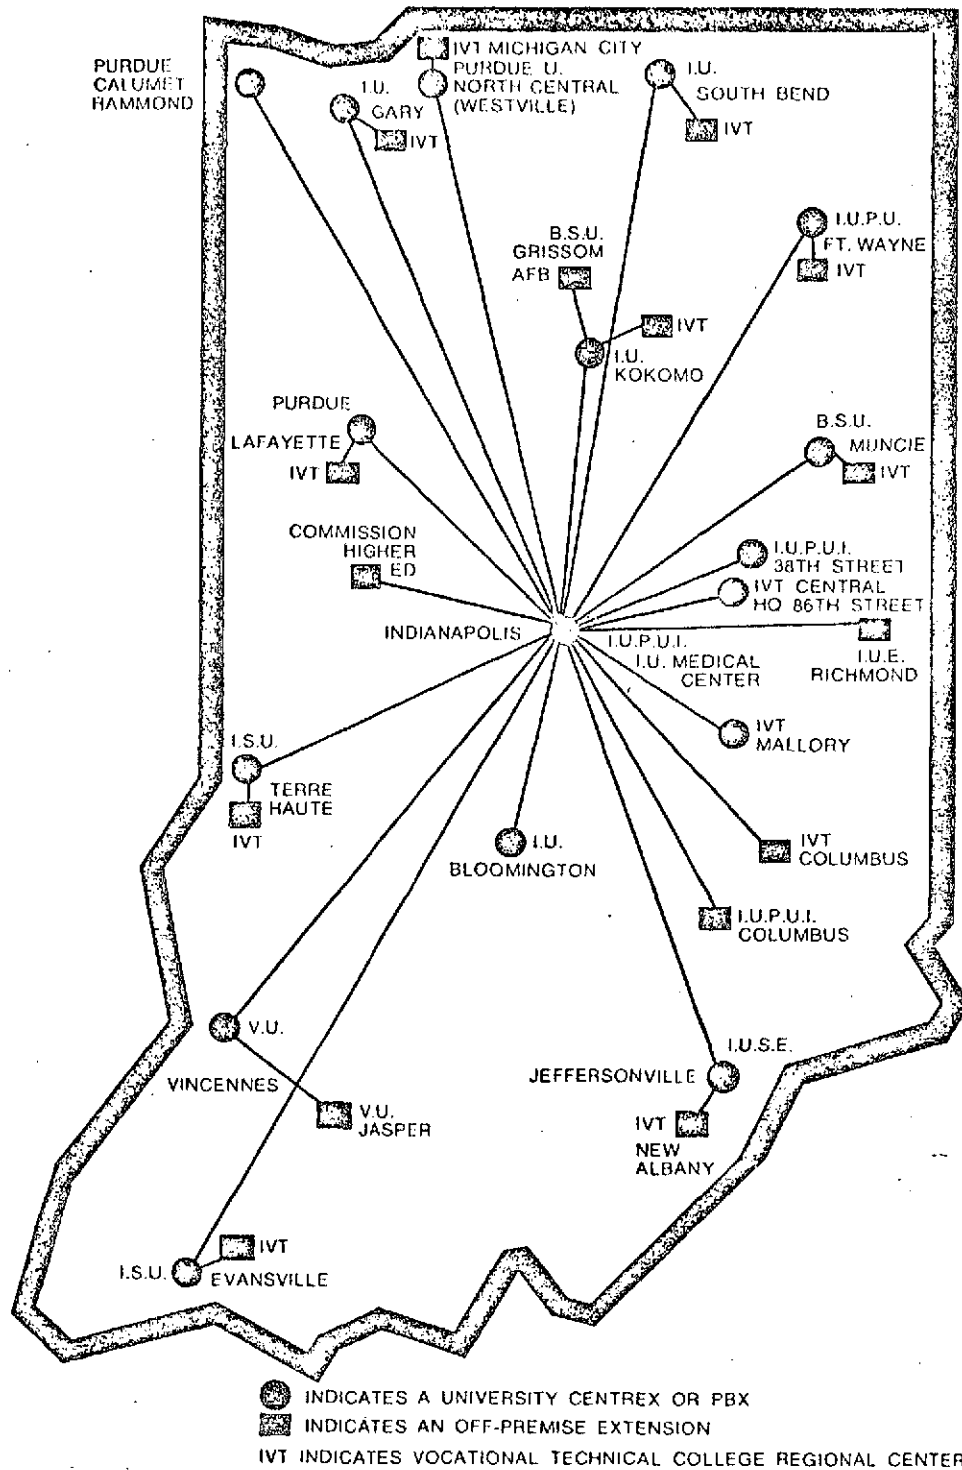 PURDUE
CALUMET
HAMMOND
I.U.
GARY
IVT
IVT MICHIGAN CITY
PURDUE U.
NORTH CENTRAL
(WESTVILLE)
I.U.
SOUTH BEND
IVT
I.U.P.U.
FT. WAYNE
IVT
B.S.U.
GRISSOM
AFB
IVT
I.U.
KOKOMO
PURDUE
LAFAYETTE
IVT
B.S.U.
MUNCIE
IVT
COMMISSION
HIGHER
ED
I.U.P.U.I.
38TH STREET
IVT CENTRAL
HQ 86TH STREET
INDIANAPOLIS
I.U.P.U.I.
I.U. MEDICAL
CENTER
I.U.E.
RICHMOND
IVT
MALLORY
I.S.U.
TERRE
HAUTE
IVT
I.U.
BLOOMINGTON
IVT
COLUMBUS
I.U.P.U.I.
COLUMBUS
V.U.
VINCENNES
V.U.
JASPER
I.U.S.E.
JEFFERSONVILLE
IVT
NEW
ALBANY
IVT
I.S.U.
EVANSVILLE
INDICATES A UNIVERSITY CENTREX OR PBX
INDICATES AN OFF-PREMISE EXTENSION
IVT INDICATES VOCATIONAL TECHNICAL COLLEGE REGIONAL CENTER